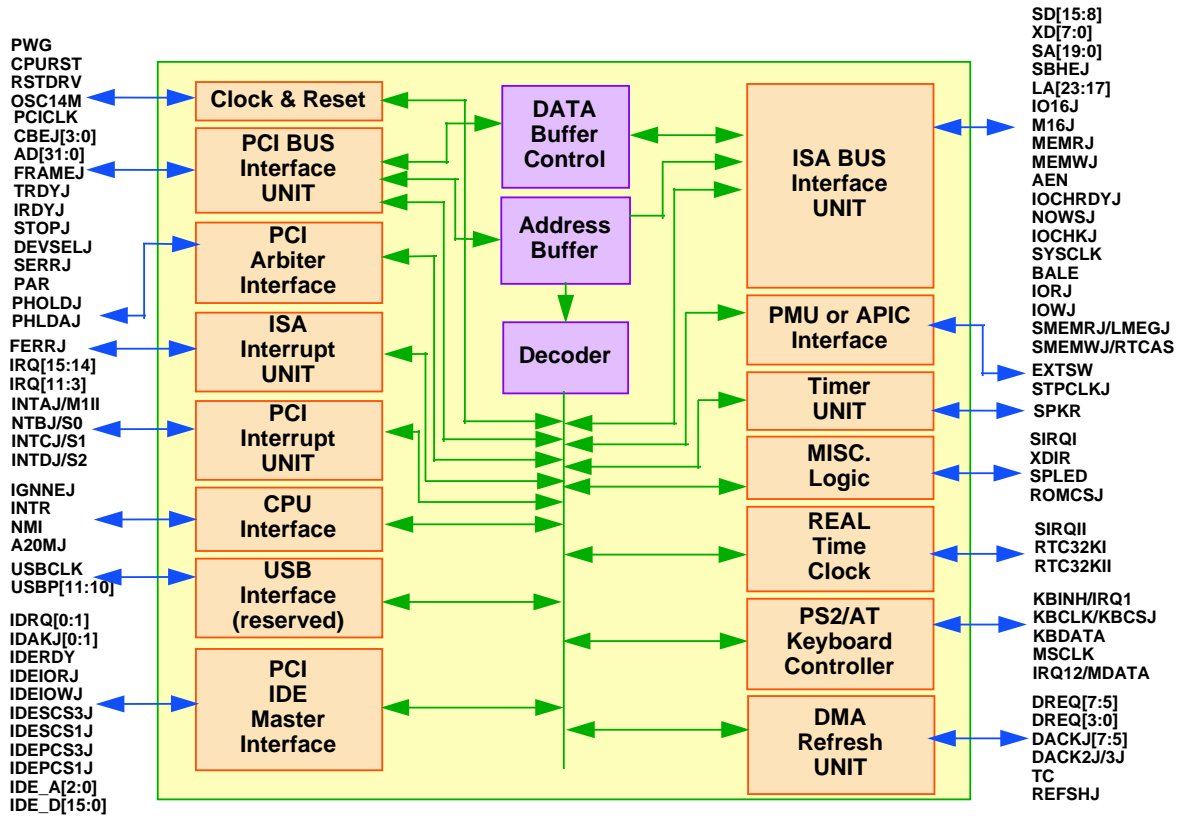 PWG
CPURST
RSTDRV
OSC14M
PCICLK
CBEJ[3:0]
AD[31:0]
FRAMEJ
TRDYJ
IRDYJ
STOPJ
DEVSELJ
SERRJ
PAR
PHOLDJ
PHLDAJ
FERRJ
IRQ[15:14]
IRQ[11:3]
INTAJ/M1II
NTBJ/S0
INTCJ/S1
INTDJ/S2
IGNNEJ
INTR
NMI
A20MJ
USBCLK
USBP[11:10]
IDRQ[0:1]
IDAKJ[0:1]
IDERDY
IDEIORJ
IDEIOWJ
IDESCS3J
IDESCS1J
IDEPCS3J
IDEPCS1J
IDE_A[2:0]
IDE_D[15:0]
Clock & Reset
PCI BUS
Interface
UNIT
PCI
Arbiter
Interface
ISA
Interrupt
UNIT
PCI
Interrupt
UNIT
CPU
Interface
USB
Interface
(reserved)
PCI
IDE
Master
Interface
DATA
Buffer
Control
Address
Buffer
Decoder
ISA BUS
Interface
UNIT
PMU or APIC
Interface
Timer
UNIT
MISC.
Logic
REAL
Time
Clock
PS2/AT
Keyboard
Controller
DMA
Refresh
UNIT
SD[15:8]
XD[7:0]
SA[19:0]
SBHEJ
LA[23:17]
IO16J
M16J
MEMRJ
MEMWJ
AEN
IOCHRDYJ
NOWSJ
IOCHKJ
SYSCLK
BALE
IORJ
IOWJ
SMEMRJ/LMEGJ
SMEMWJ/RTCAS
EXTSW
STPCLKJ
SPKR
SIRQI
XDIR
SPLED
ROMCSJ
SIRQII
RTC32KI
RTC32KII
KBINH/IRQ1
KBCLK/KBCSJ
KBDATA
MSCLK
IRQ12/MDATA
DREQ[7:5]
DREQ[3:0]
DACKJ[7:5]
DACK2J/3J
TC
REFSHJ